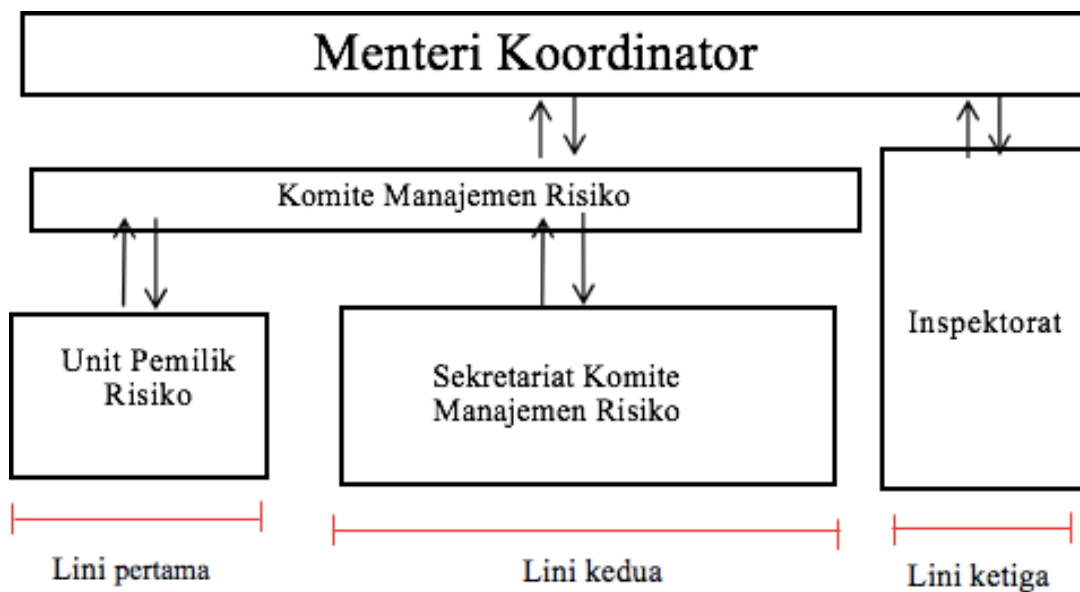 Menteri Koordinator
Komite Manajemen Risiko
Unit Pemilik
Risiko
Sekretariat Komite
Manajemen Risiko
Inspektorat
Lini pertama
Lini kedua
Lini ketiga